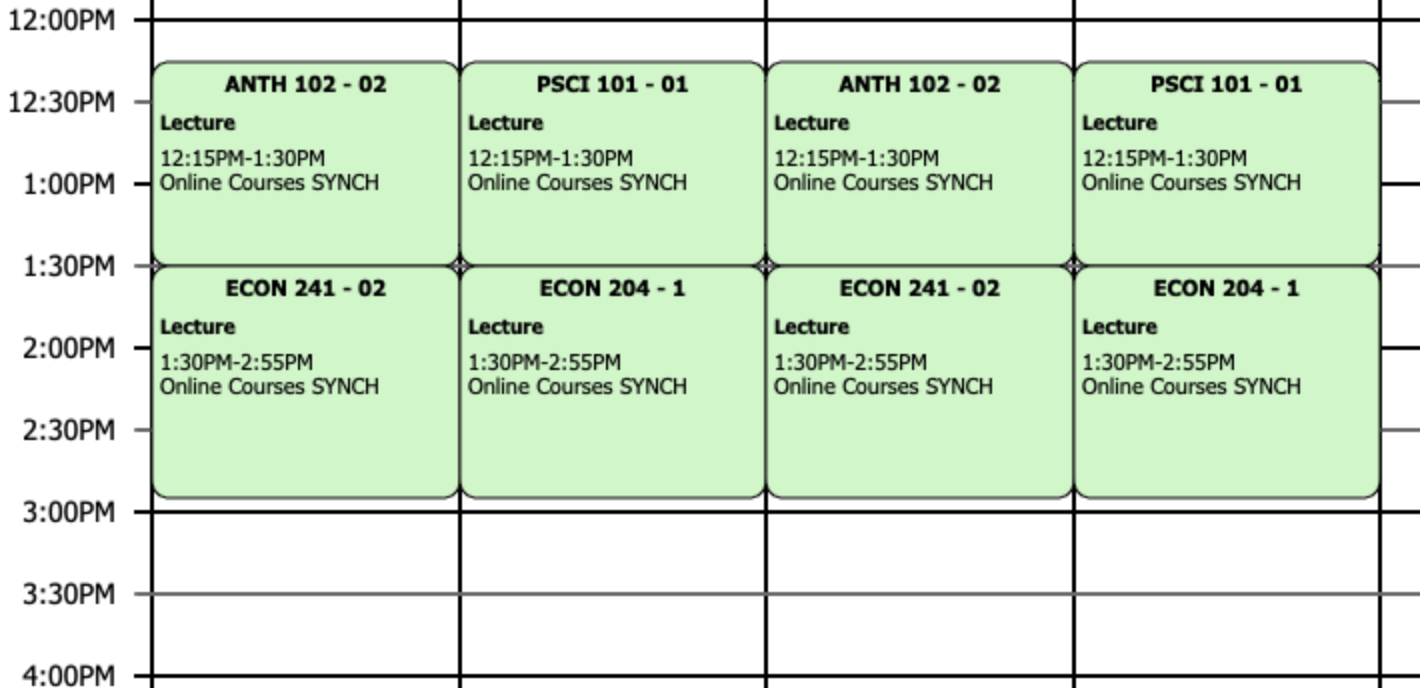 12:00PM
12:30PM
1:00PM
1:30PM
2:00PM
2:30PM
3:00PM
3:30PM
4:00PM
ANTH 102 - 02
Lecture
12:15PM-1:30PM
Online Courses SYNCH
PSCI 101 - 01
Lecture
12:15PM-1:30PM
Online Courses SYNCH
ANTH 102 - 02
Lecture
12:15PM-1:30PM
Online Courses SYNCH
PSCI 101 - 01
Lecture
12:15PM-1:30PM
Online Courses SYNCH
ECON 241 - 02
Lecture
1:30PM-2:55PM
Online Courses SYNCH
ECON 204 - 1
Lecture
1:30PM-2:55PM
Online Courses SYNCH
ECON 241 - 02
Lecture
1:30PM-2:55PM
Online Courses SYNCH
ECON 204 - 1
Lecture
1:30PM-2:55PM
Online Courses SYNCH